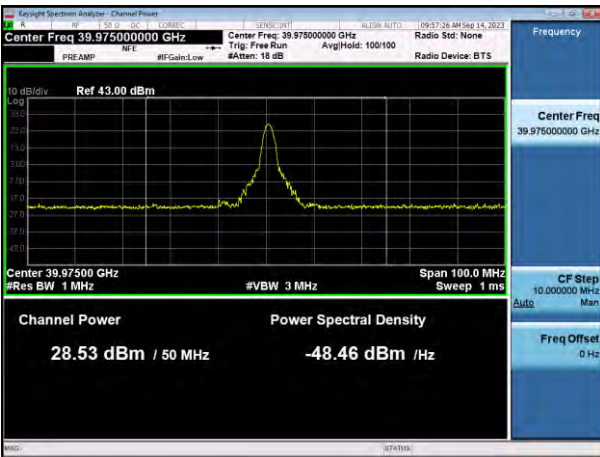 Keysight Spectrum Analyzer - Channel Power
R RF 50 Ω DC CORREC SENSE:INT ALIGN AUTO 09:57:26 AM Sep 14, 2023
Center Freq 39.975000000 GHz
NFE
PREAMP #IFGain:Low
Center Freq: 39.975000000 GHz
Trig: Free Run Avg|Hold: 100/100
#Atten: 18 dB
Radio Std: None
Radio Device: BTS
Frequency
10 dB/div Ref 43.00 dBm
Log
33.0
23.0
13.0
3.00
-7.00
-17.0
-27.0
-37.0
-47.0
Center 39.97500 GHz Span 100.0 MHz
#Res BW 1 MHz #VBW 3 MHz Sweep 1 ms
Channel Power Power Spectral Density
28.53 dBm / 50 MHz -48.46 dBm /Hz
Center Freq
39.975000000 GHz
CF Step
10.000000 MHz
Auto Man
Freq Offset
0 Hz
MSG STATUS